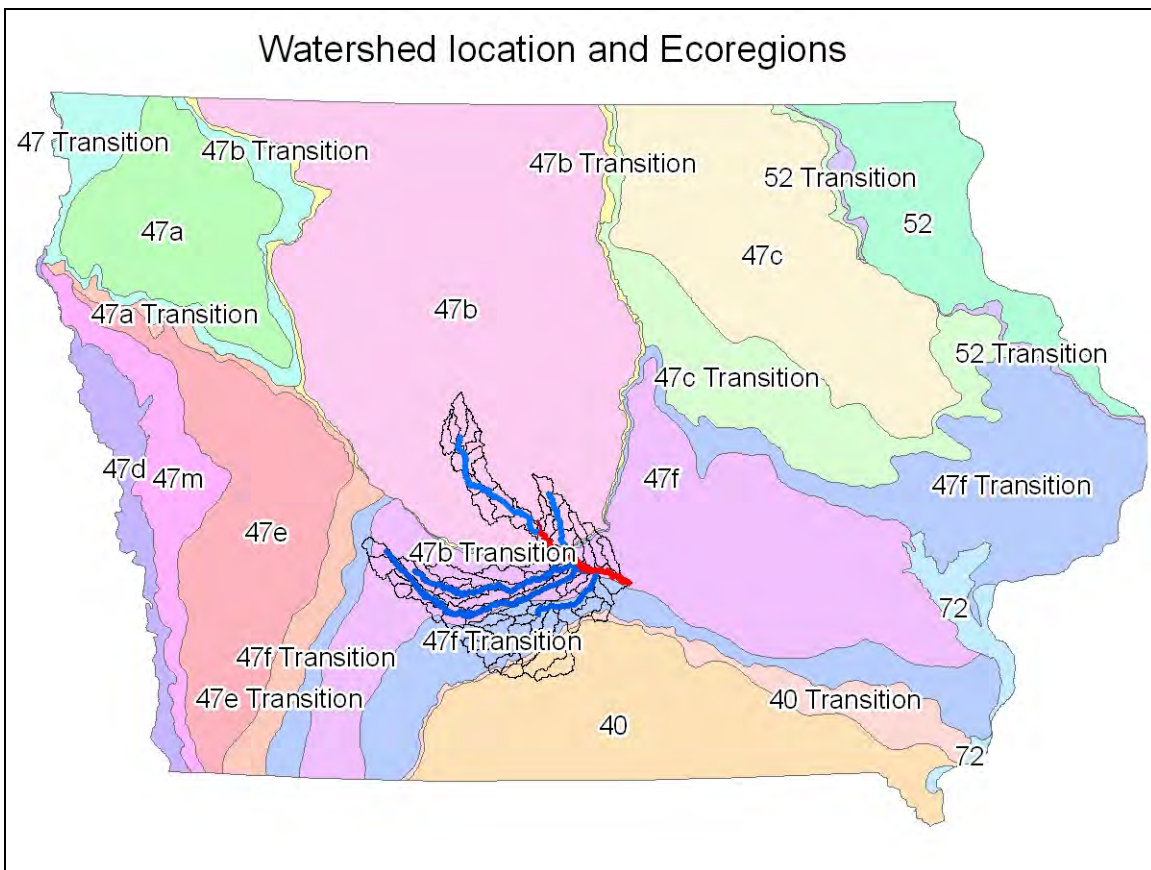 Watershed location and Ecoregions
47 Transition
47b Transition
47b Transition
52 Transition
52
47a
47c
47a Transition
47b
52 Transition
47c Transition
47d
47m
47f
47f Transition
47e
47b Transition
72
47f Transition
47f Transition
47e Transition
40 Transition
40
72